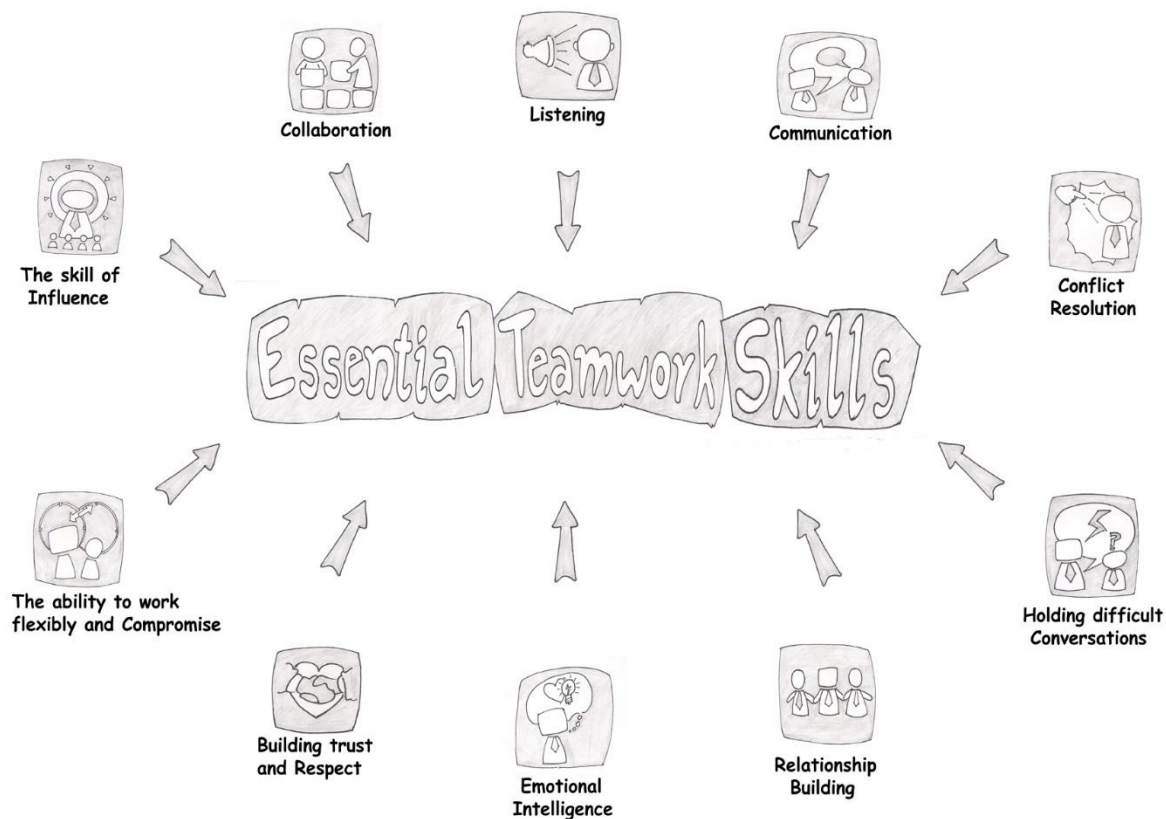 Collaboration
Listening
Communication
The skill of
Influence
Conflict
Resolution
Essential Teamwork Skills
The ability to work
flexibly and Compromise
Holding difficult
Conversations
Building trust
and Respect
Emotional
Intelligence
Relationship
Building